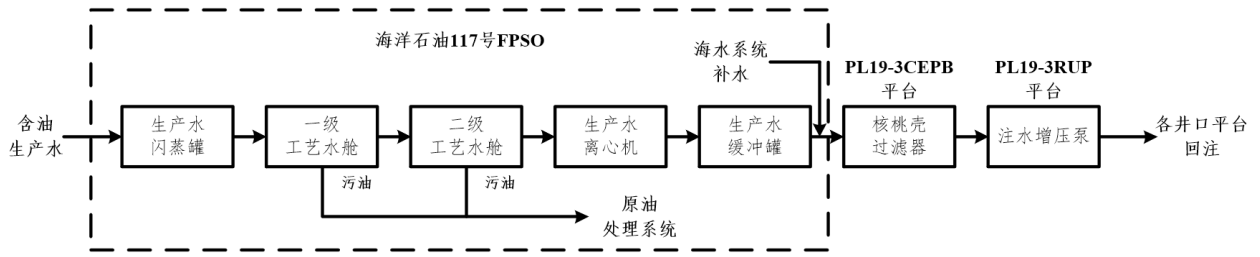 海洋石油117号FPSO
海水系统
补水
PL19-3CEPB
平台
PL19-3RUP
平台
含油
生产水
生产水
闪蒸罐
一级
工艺水舱
二级
工艺水舱
生产水
离心机
生产水
缓冲罐
核桃壳
过滤器
注水增压泵
各井口平台
回注
污油
污油
原油
处理系统